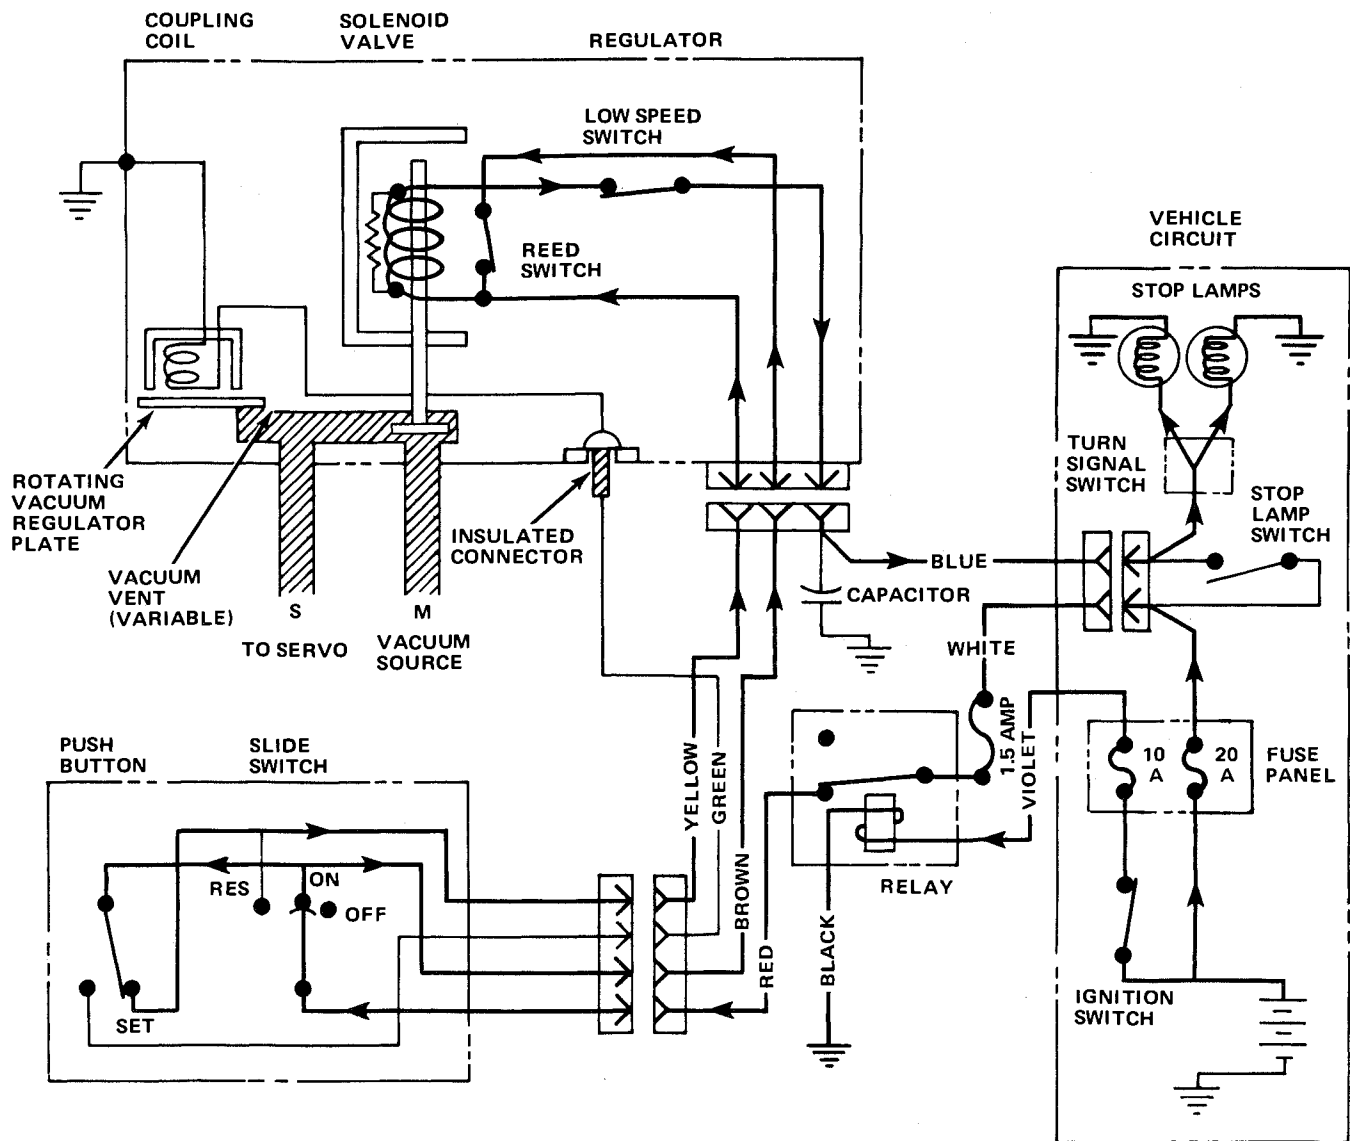 COUPLING
COIL
SOLENOID
VALVE
REGULATOR
LOW SPEED
SWITCH
REED
SWITCH
VEHICLE
CIRCUIT
STOP LAMPS
TURN
SIGNAL
SWITCH
STOP
LAMP
SWITCH
ROTATING
VACUUM
REGULATOR
PLATE
VACUUM
VENT
(VARIABLE)
S
TO SERVO
M
VACUUM
SOURCE
INSULATED
CONNECTOR
BLUE
CAPACITOR
WHITE
1.5 AMP
VIOLET
10
A
20
A
FUSE
PANEL
PUSH
BUTTON
SLIDE
SWITCH
YELLOW
GREEN
BROWN
RED
BLACK
RELAY
RES
ON
OFF
SET
IGNITION
SWITCH